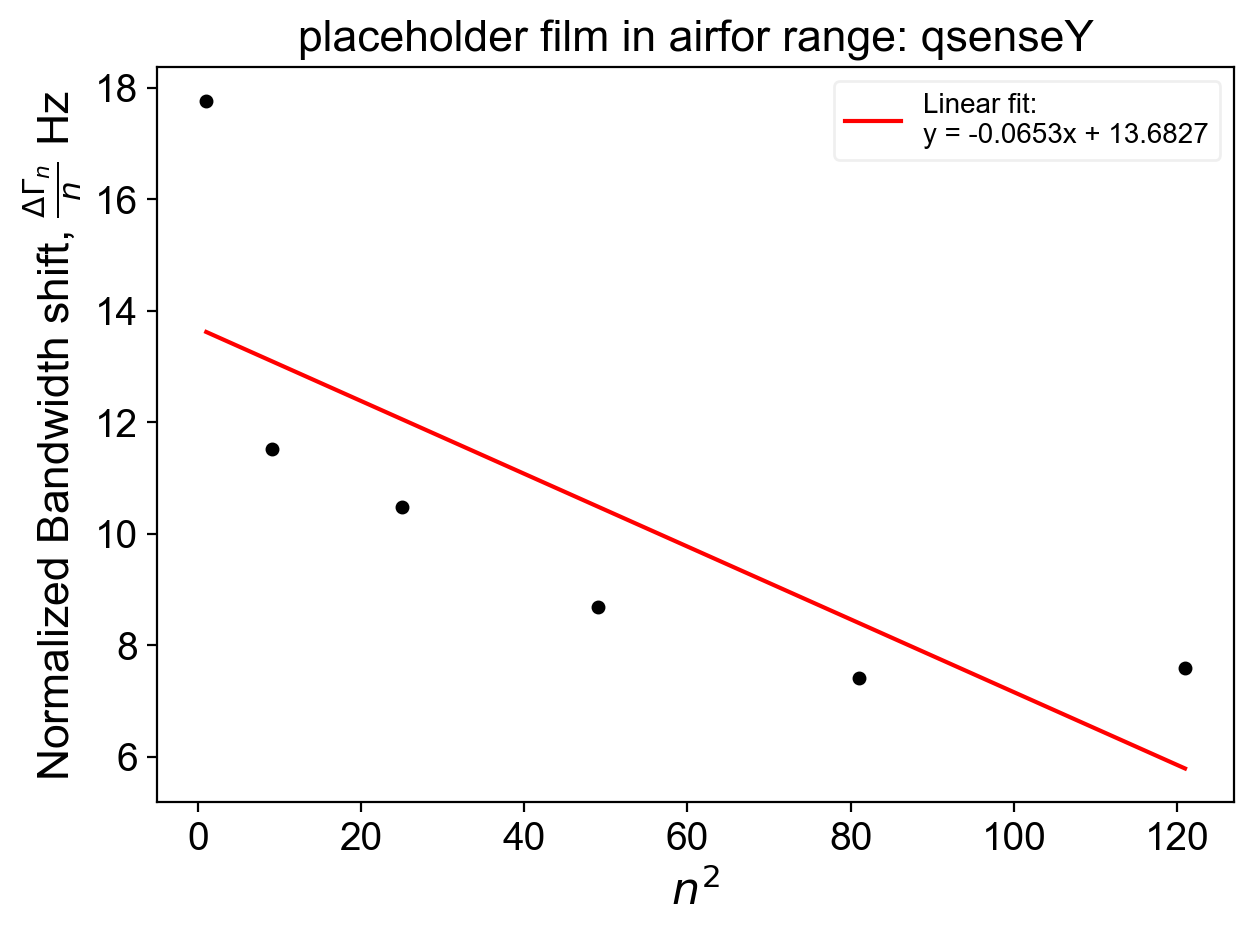 placeholder film in airfor range: qsenseY
Linear fit:
y = -0.0653x + 13.6827
Normalized Bandwidth shift, ΔΓₙ/n Hz
18
16
14
12
10
8
6
0 20 40 60 80 100 120
n²